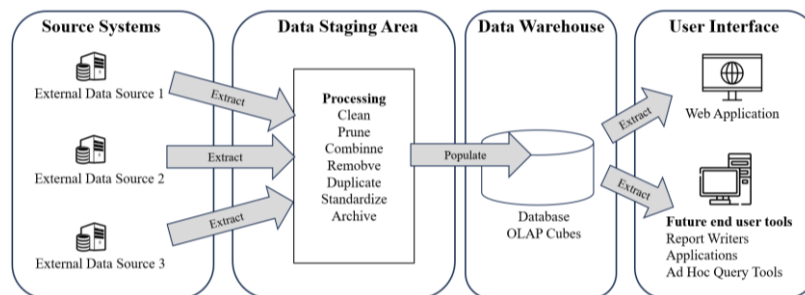 Source Systems
External Data Source 1
External Data Source 2
External Data Source 3
Extract
Extract
Extract
Data Staging Area
Processing
Clean
Prune
Combinne
Remobve
Duplicate
Standardize
Archive
Populate
Data Warehouse
Database
OLAP Cubes
Extract
Extract
User Interface
Web Application
Future end user tools
Report Writers
Applications
Ad Hoc Query Tools